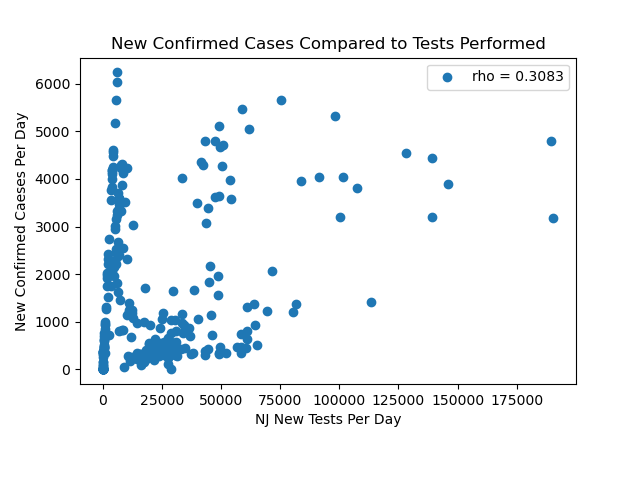 New Confirmed Cases Compared to Tests Performed
rho = 0.3083
New Confirmed Caeses Per Day
6000
5000
4000
3000
2000
1000
0
0 25000 50000 75000 100000 125000 150000 175000
NJ New Tests Per Day